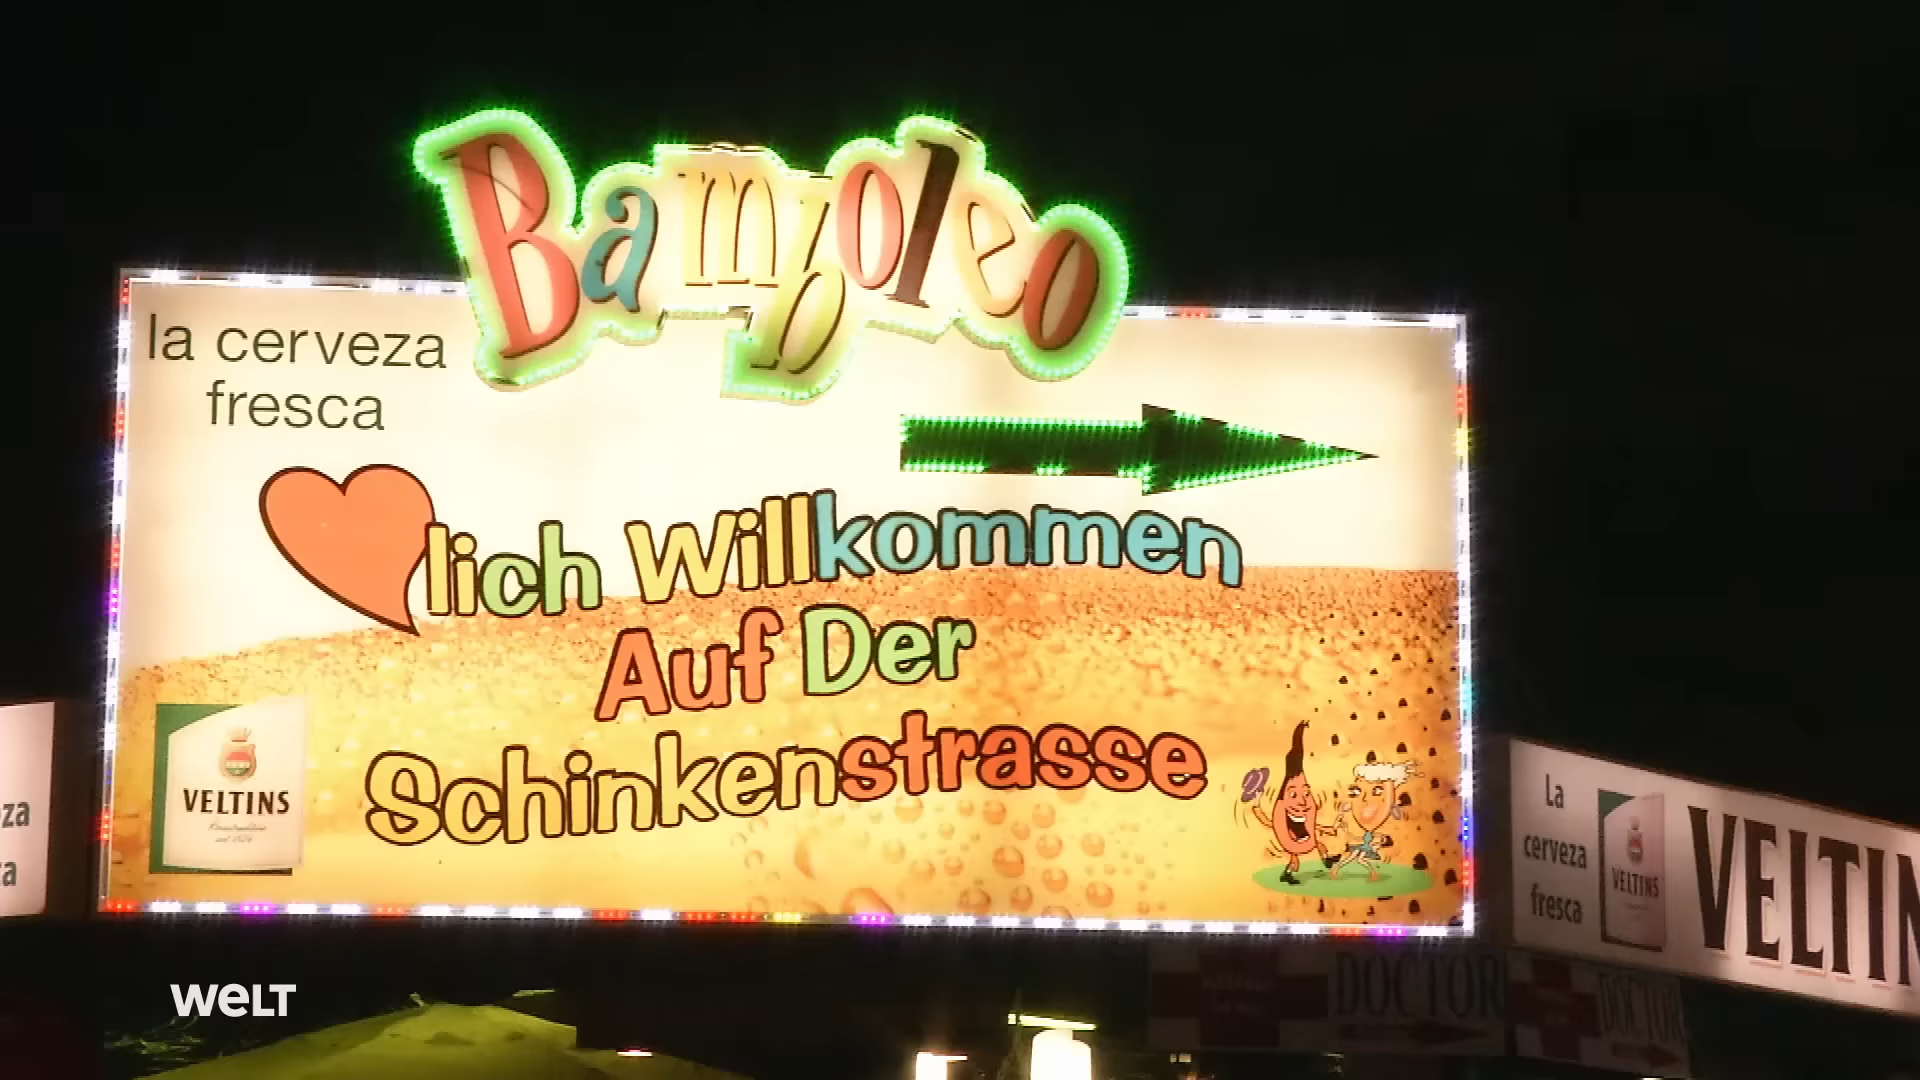 Bamboleo
la cerveza
fresca
lich Willkommen
Auf Der
Schinkenstrasse
VELTINS
za
a
La
cerveza
fresca
VELTINS
VELTIN
DOCTOR
DOCTOR
WELT